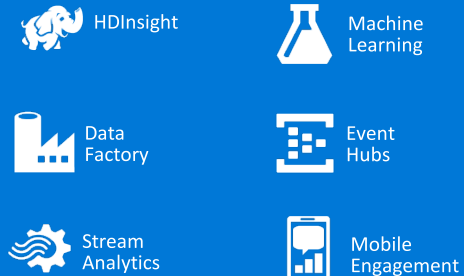 HDInsight
Machine
Learning
Data
Factory
Event
Hubs
Stream
Analytics
Mobile
Engagement